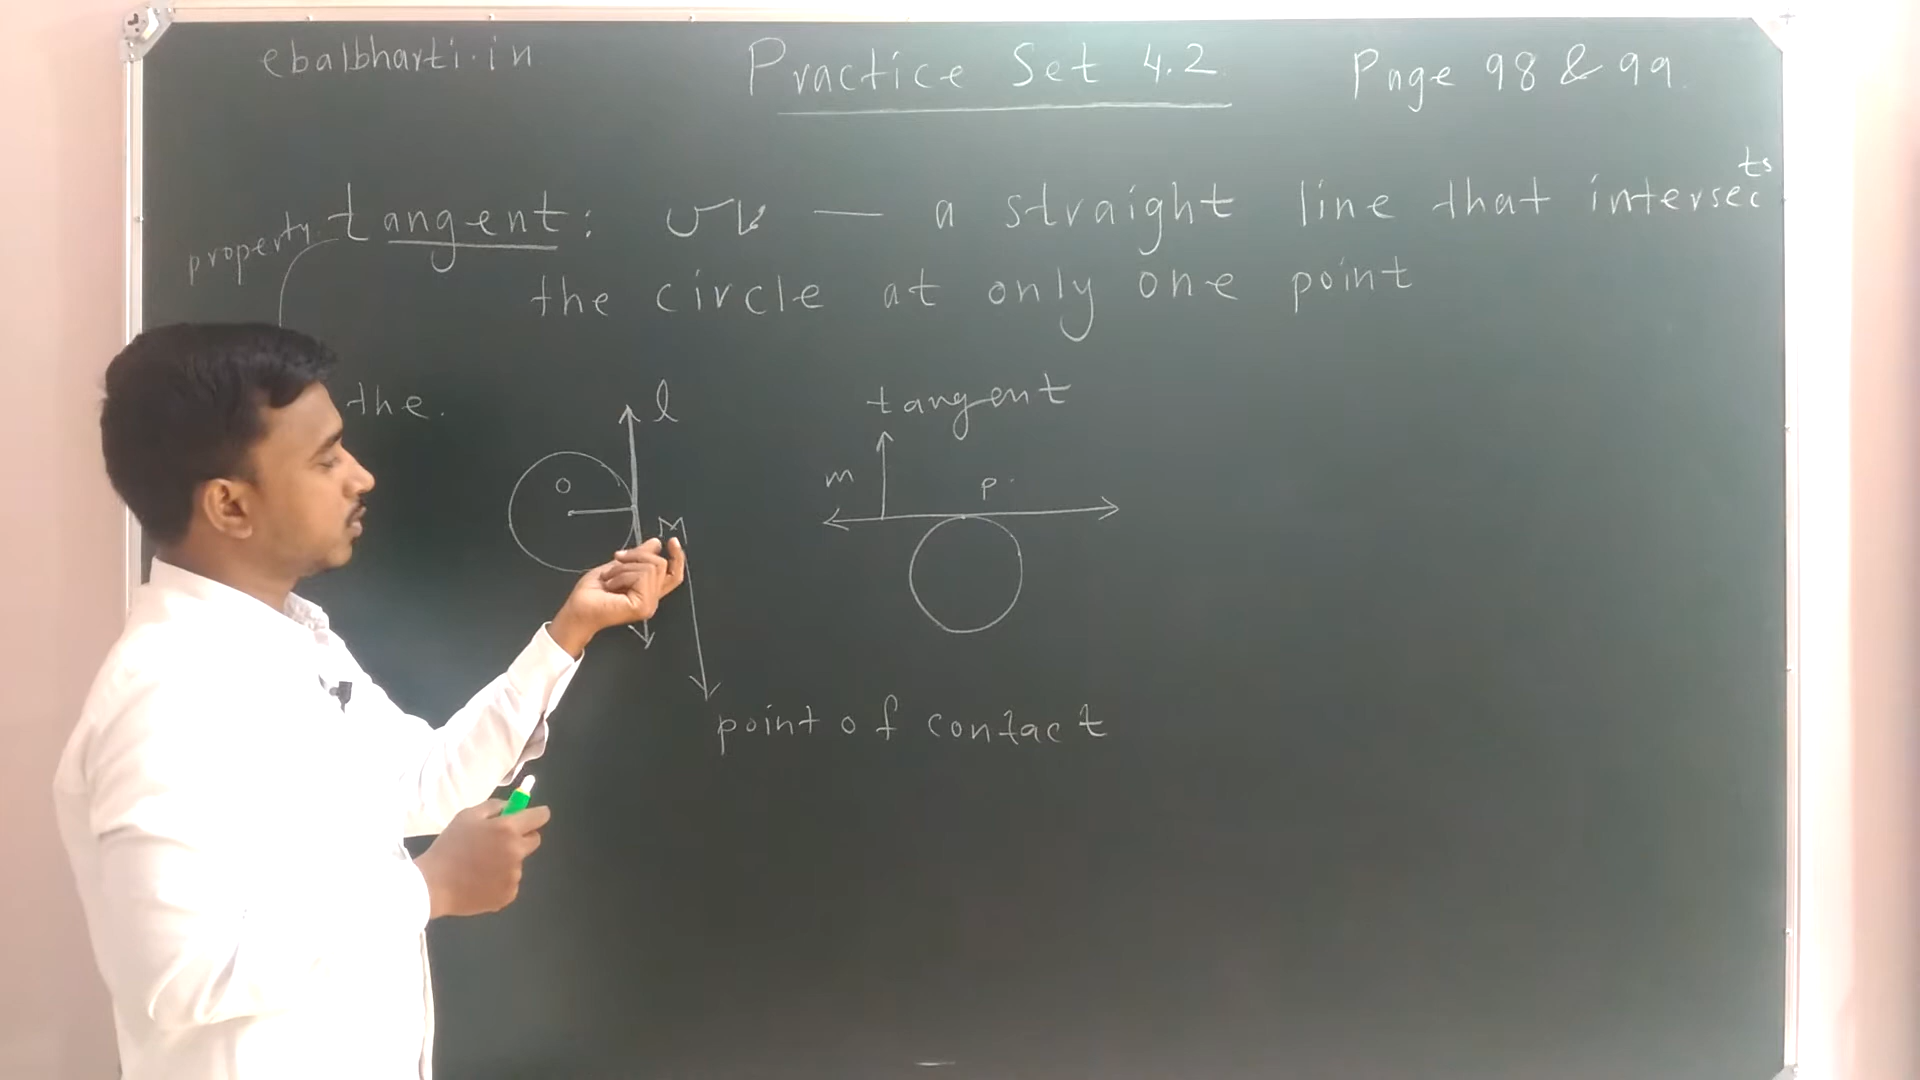 ebalbharti.in
Practice Set 4.2
Page 98 & 99
property tangent: — a straight line that intersects
the circle at only one point
the.
l
tangent
O
m
P
M
point of contact